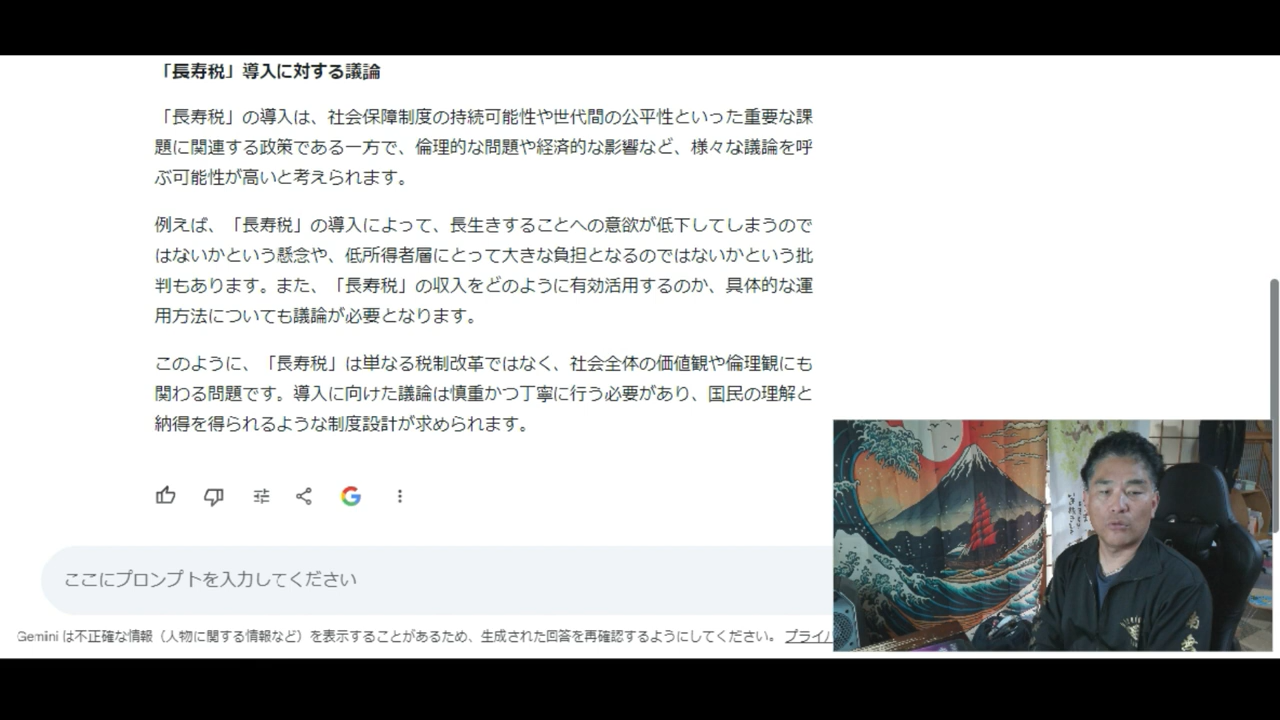 「長寿税」導入に対する議論
「長寿税」の導入は、社会保障制度の持続可能性や世代間の公平性といった重要な課
題に関連する政策である一方で、倫理的な問題や経済的な影響など、様々な議論を呼
ぶ可能性が高いと考えられます。
例えば、「長寿税」の導入によって、長生きすることへの意欲が低下してしまうので
はないかという懸念や、低所得者層にとって大きな負担となるのではないかという批
判もあります。また、「長寿税」の収入をどのように有効活用するのか、具体的な運
用方法についても議論が必要となります。
このように、「長寿税」は単なる税制改革ではなく、社会全体の価値観や倫理観にも
関わる問題です。導入に向けた議論は慎重かつ丁寧に行う必要があり、国民の理解と
納得を得られるような制度設計が求められます。
ここにプロンプトを入力してください
Gemini は不正確な情報（人物に関する情報など）を表示することがあるため、生成された回答を再確認するようにしてください。 プライバ